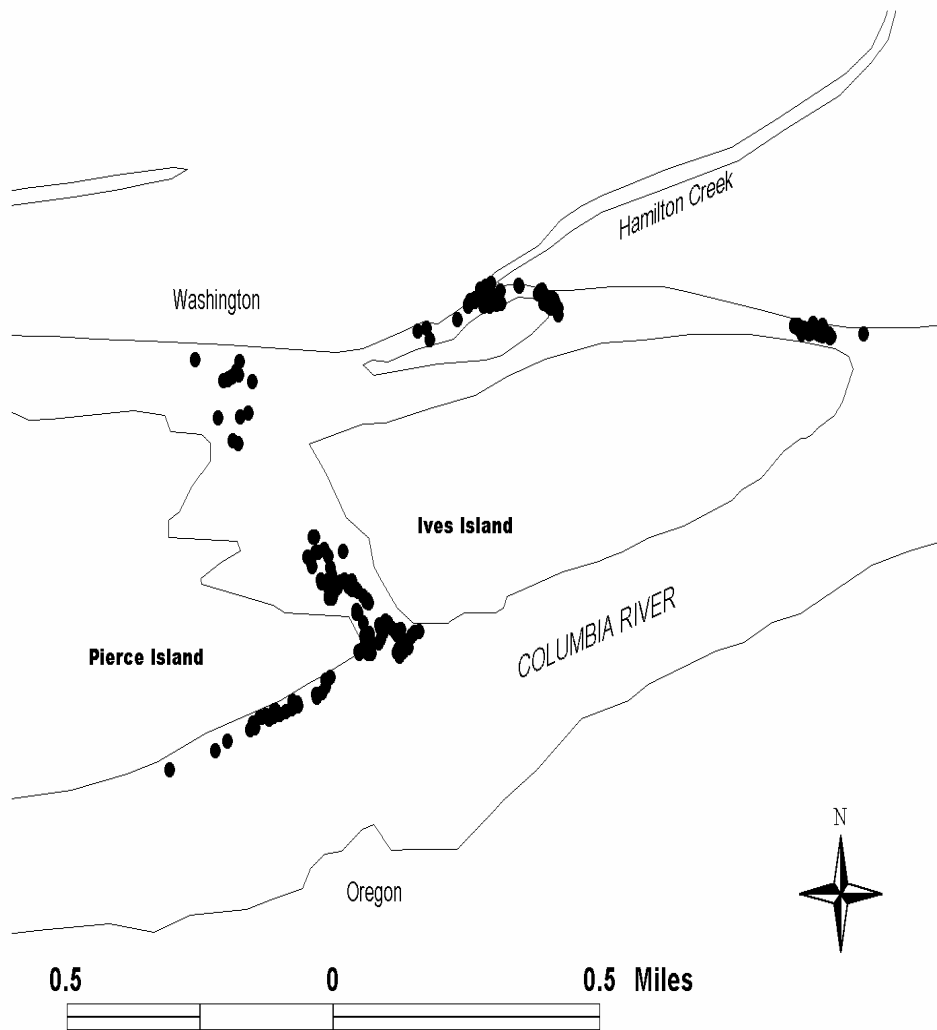 Hamilton Creek
Washington
Ives Island
COLUMBIA RIVER
Pierce Island
N
Oregon
0.5 0 0.5 Miles